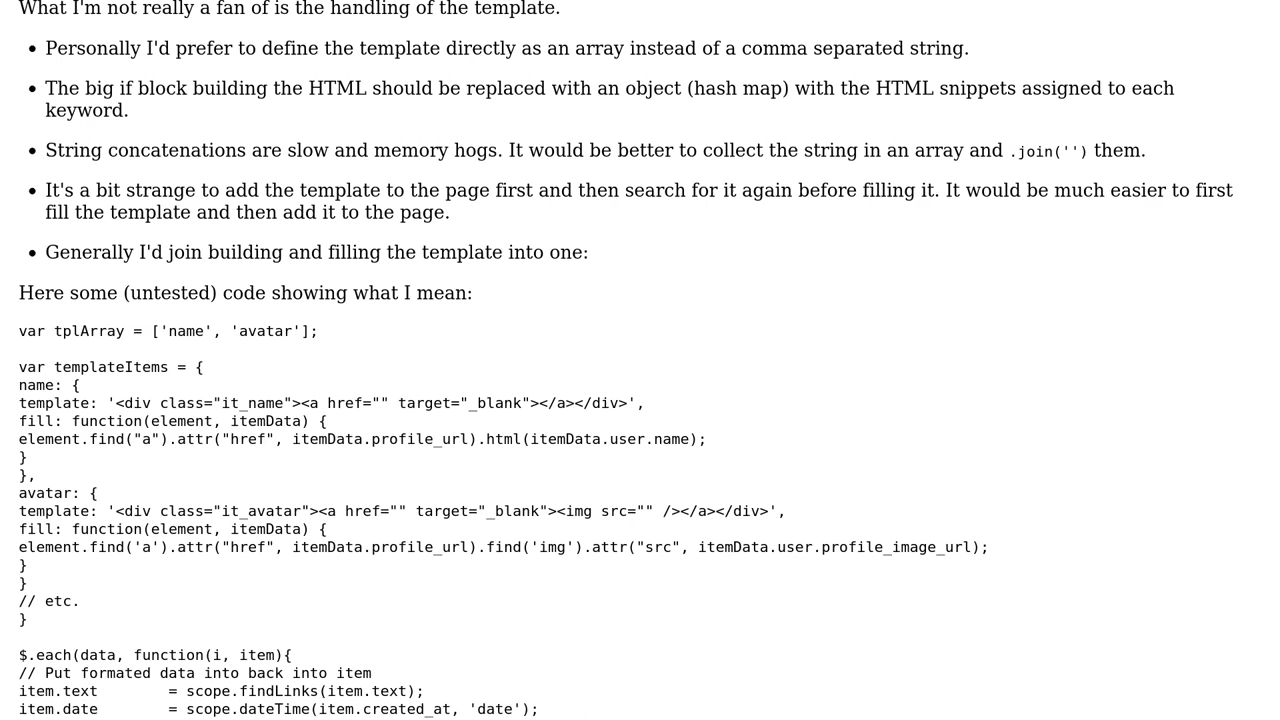 What I'm not really a fan of is the handling of the template.
• Personally I'd prefer to define the template directly as an array instead of a comma separated string.
• The big if block building the HTML should be replaced with an object (hash map) with the HTML snippets assigned to each
keyword.
• String concatenations are slow and memory hogs. It would be better to collect the string in an array and .join('') them.
• It's a bit strange to add the template to the page first and then search for it again before filling it. It would be much easier to first
fill the template and then add it to the page.
• Generally I'd join building and filling the template into one:
Here some (untested) code showing what I mean:
var tplArray = ['name', 'avatar'];

var templateItems = {
name: {
template: '<div class="it_name"><a href="" target="_blank"></a></div>',
fill: function(element, itemData) {
element.find("a").attr("href", itemData.profile_url).html(itemData.user.name);
}
},
avatar: {
template: '<div class="it_avatar"><a href="" target="_blank"><img src="" /></a></div>',
fill: function(element, itemData) {
element.find('a').attr("href", itemData.profile_url).find('img').attr("src", itemData.user.profile_image_url);
}
}
// etc.
}

$.each(data, function(i, item){
// Put formated data into back into item
item.text        = scope.findLinks(item.text);
item.date        = scope.dateTime(item.created_at, 'date');